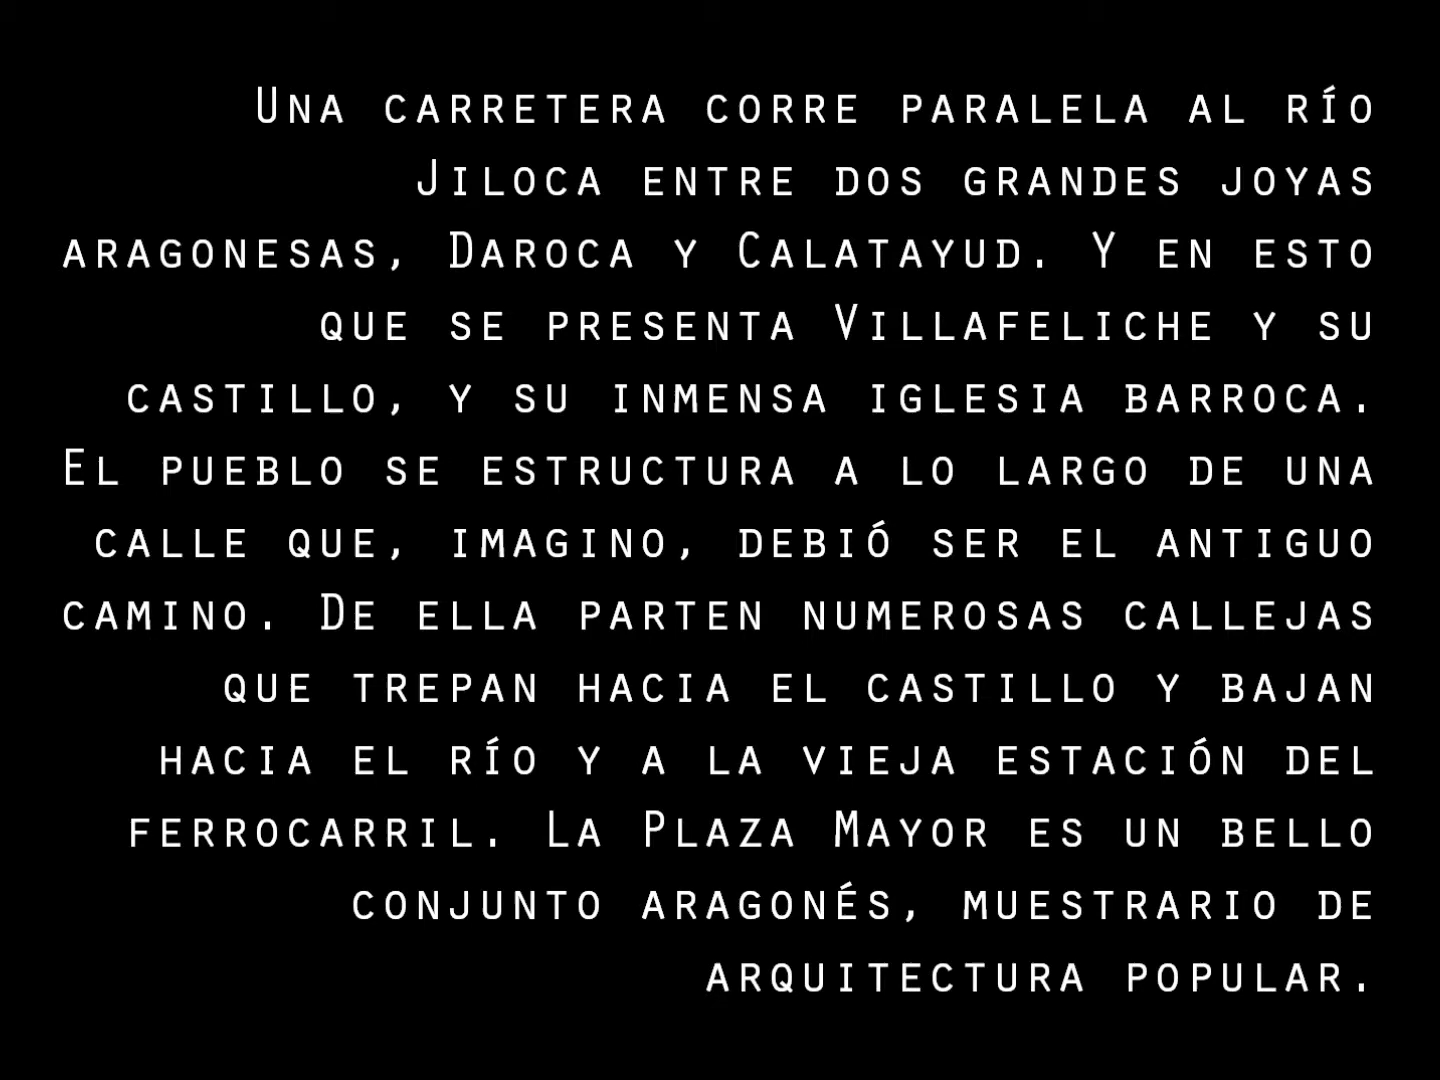 Una carretera corre paralela al río
Jiloca entre dos grandes joyas
aragonesas, Daroca y Calatayud. Y en esto
que se presenta Villafeliche y su
castillo, y su inmensa iglesia barroca.
El pueblo se estructura a lo largo de una
calle que, imagino, debió ser el antiguo
camino. De ella parten numerosas callejas
que trepan hacia el castillo y bajan
hacia el río y a la vieja estación del
ferrocarril. La Plaza Mayor es un bello
conjunto aragonés, muestrario de
arquitectura popular.